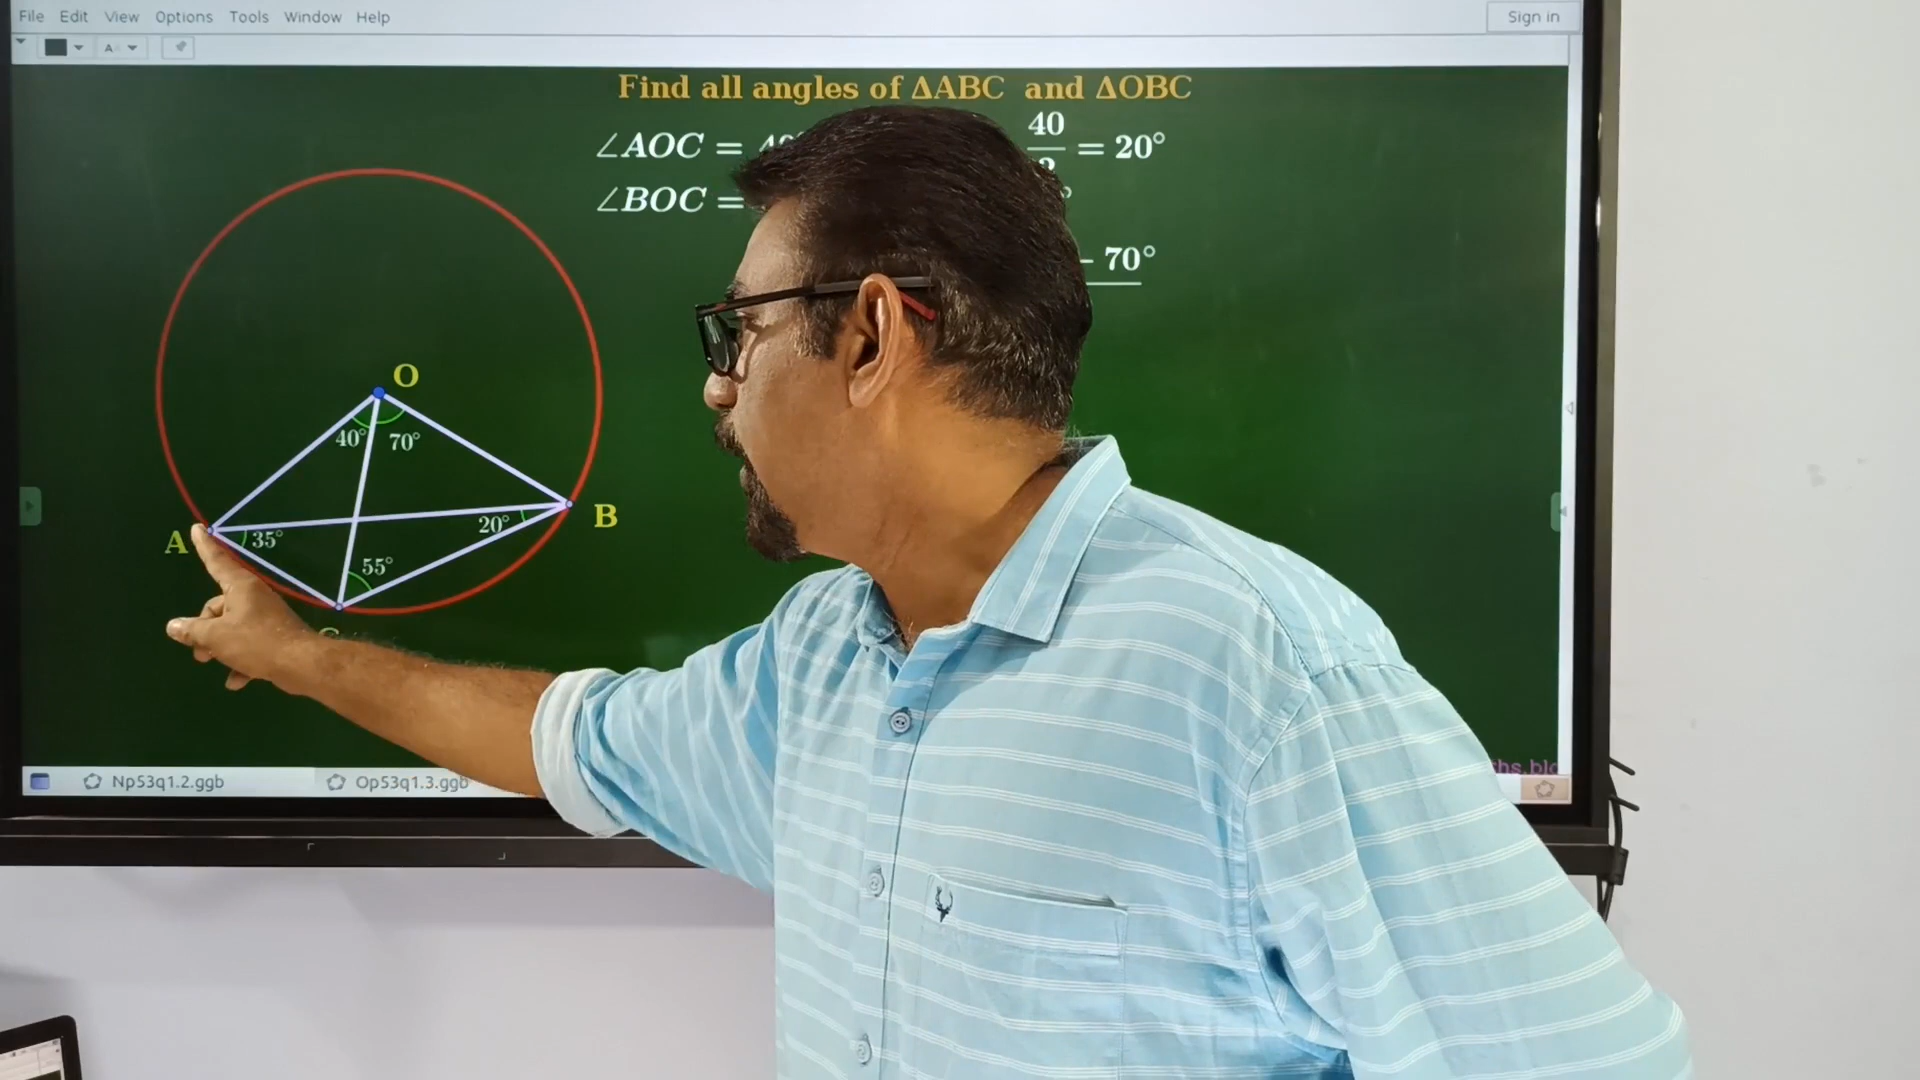 File Edit View Options Tools Window Help
Sign in
Find all angles of ΔABC and ΔOBC
∠AOC = 40 = 20°
∠BOC =
- 70°
O
40° 70°
A 35° 20° B
55°
C
Np53q1.2.ggb Op53q1.3.ggb